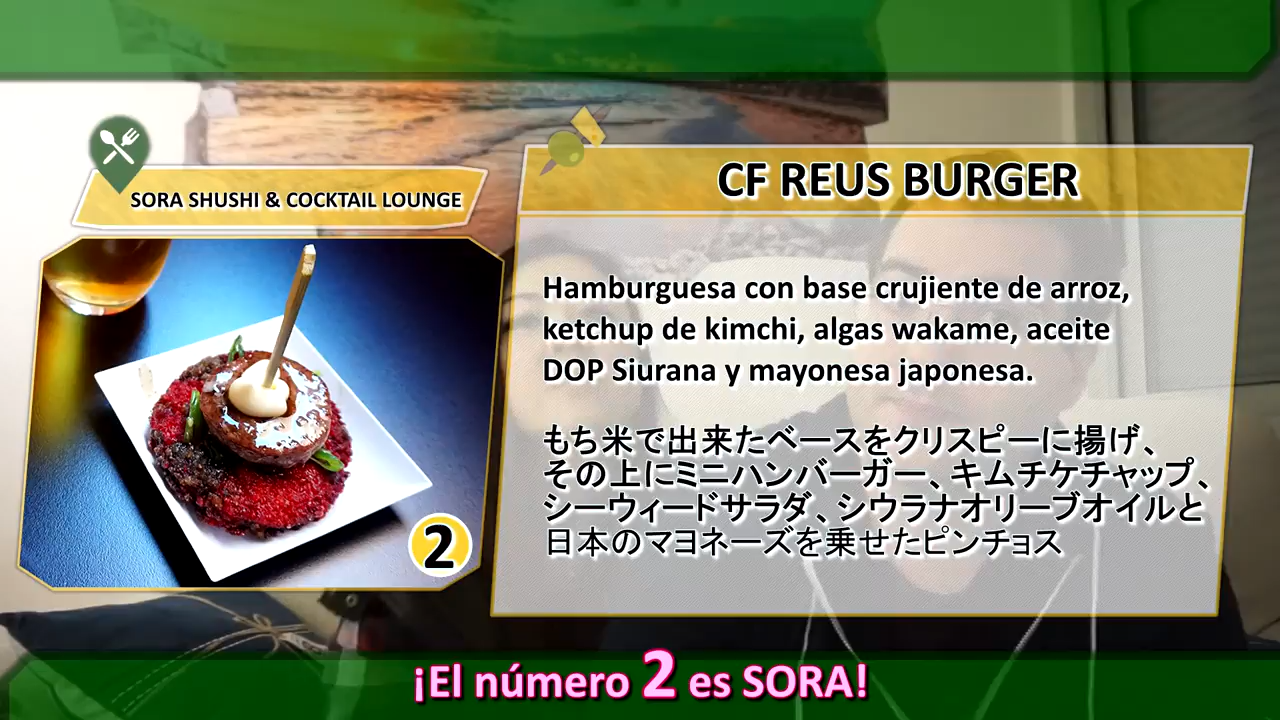 SORA SHUSHI & COCKTAIL LOUNGE
2
CF REUS BURGER
Hamburguesa con base crujiente de arroz,
ketchup de kimchi, algas wakame, aceite
DOP Siurana y mayonesa japonesa.
もち米で出来たベースをクリスピーに揚げ、
その上にミニハンバーガー、キムチケチャップ、
シーウィードサラダ、シウラナオリーブオイルと
日本のマヨネーズを乗せたピンチョス
¡El número 2 es SORA!